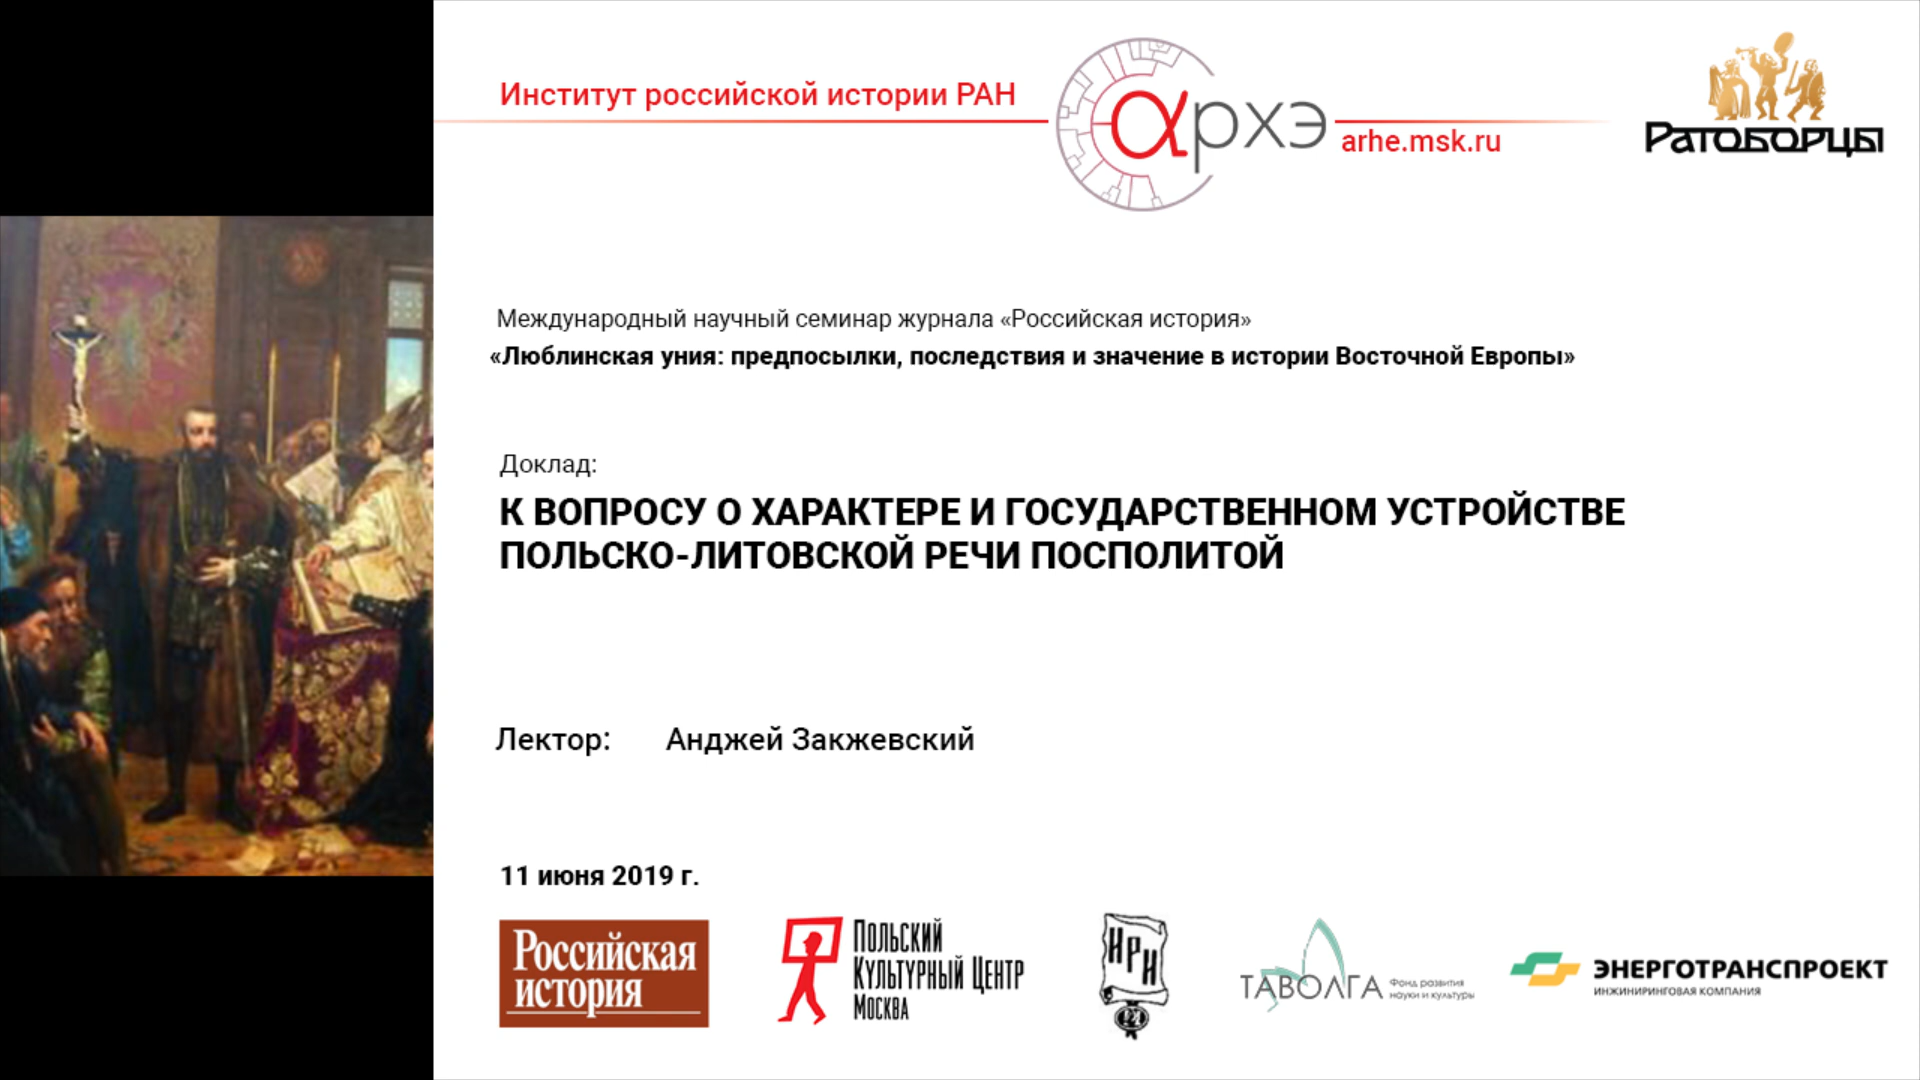 Институт российской истории РАН
αрхэ
arhe.msk.ru
Ратоборцы
Международный научный семинар журнала «Российская история»
«Люблинская уния: предпосылки, последствия и значение в истории Восточной Европы»
Доклад:
К ВОПРОСУ О ХАРАКТЕРЕ И ГОСУДАРСТВЕННОМ УСТРОЙСТВЕ
ПОЛЬСКО-ЛИТОВСКОЙ РЕЧИ ПОСПОЛИТОЙ
Лектор: Анджей Закжевский
11 июня 2019 г.
Российская
история
Польский
Культурный Центр
Москва
ИРИ
ТАВОЛГА
Фонд развития
науки и культуры
ЭНЕРГОТРАНСПРОЕКТ
ИНЖИНИРИНГОВАЯ КОМПАНИЯ